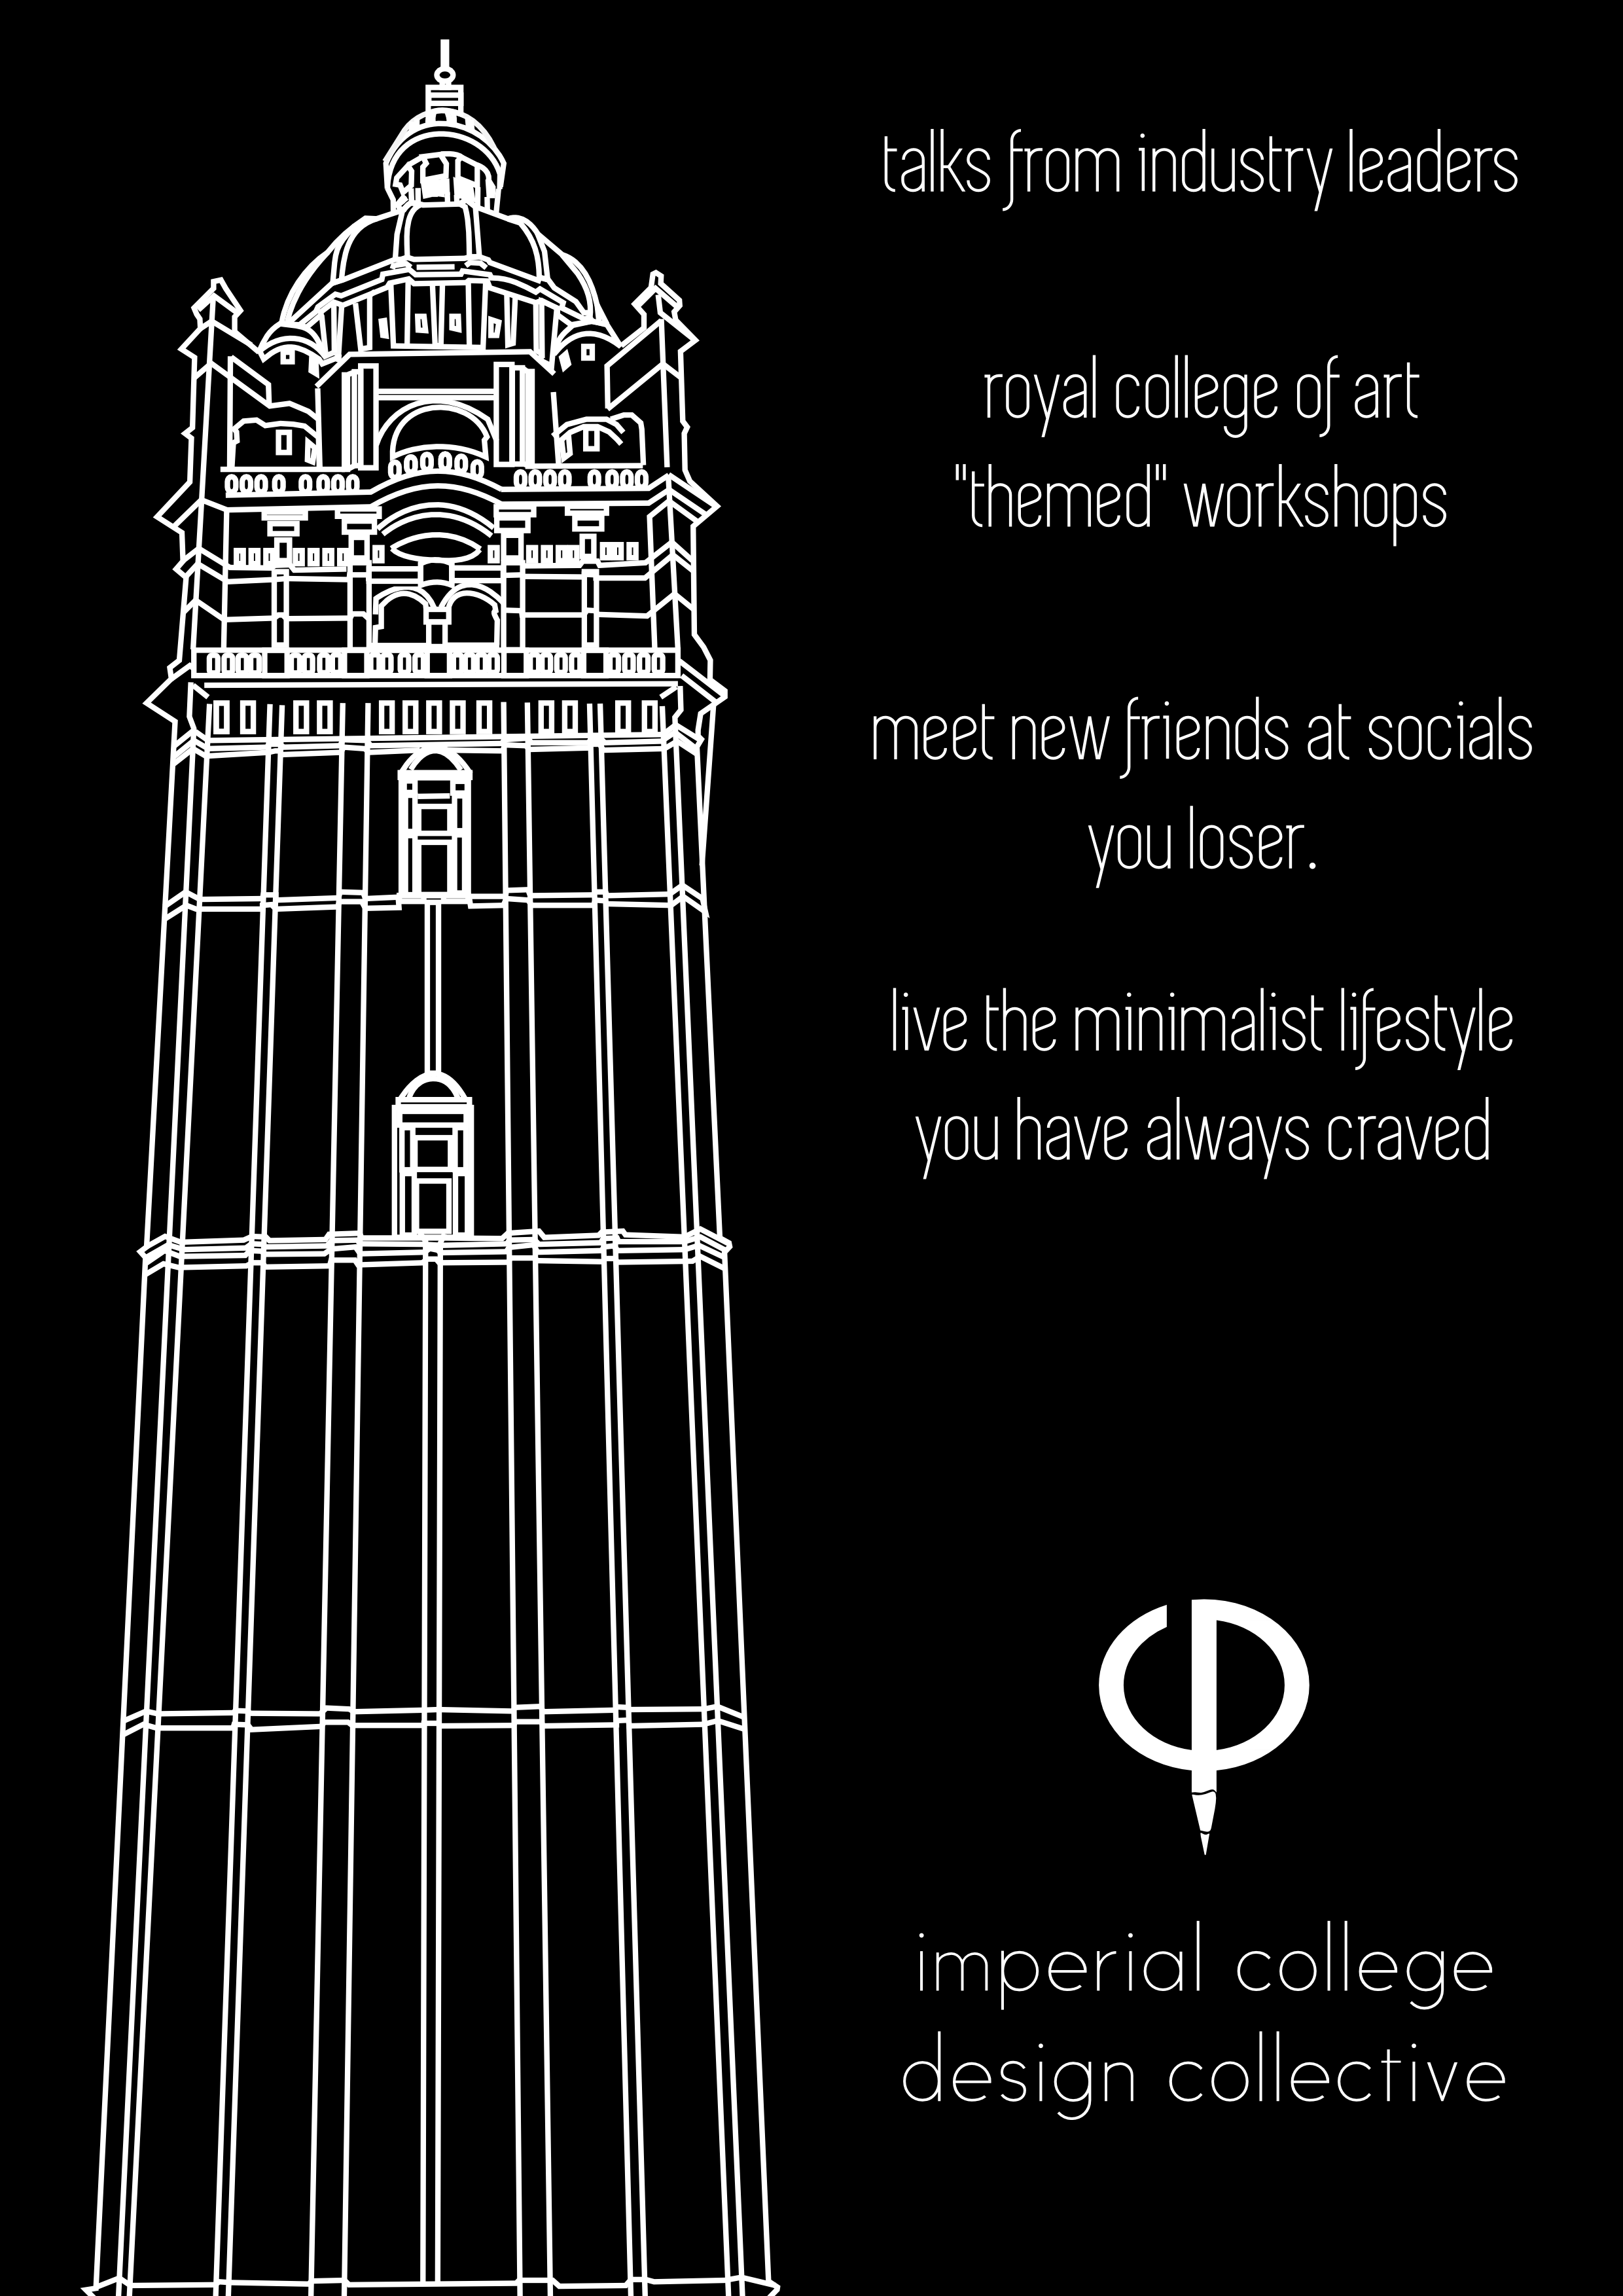 talks from industry leaders
royal college of art
"themed" workshops
meet new friends at socials
you loser.
live the minimalist lifestyle
you have always craved
imperial college
design collective